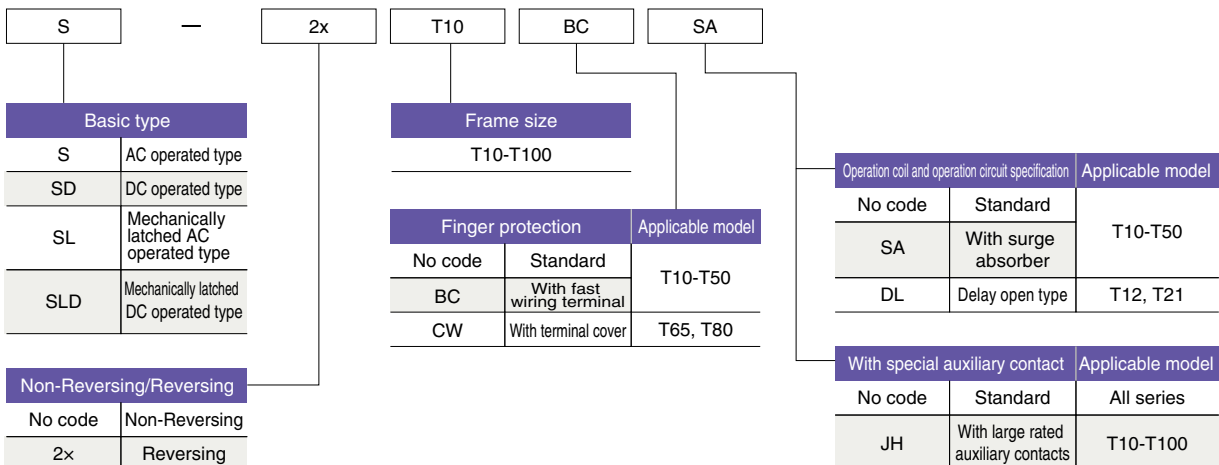 S — 2x T10 BC SA
Basic type
S AC operated type
SD DC operated type
SL Mechanically
latched AC
operated type
SLD Mechanically latched
DC operated type
Non-Reversing/Reversing
No code Non-Reversing
2× Reversing
Frame size
T10-T100
Finger protection Applicable model
No code Standard
T10-T50
BC With fast
wiring terminal
CW With terminal cover T65, T80
Operation coil and operation circuit specification Applicable model
No code Standard
T10-T50
SA With surge
absorber
DL Delay open type T12, T21
With special auxiliary contact Applicable model
No code Standard All series
JH With large rated
auxiliary contacts T10-T100